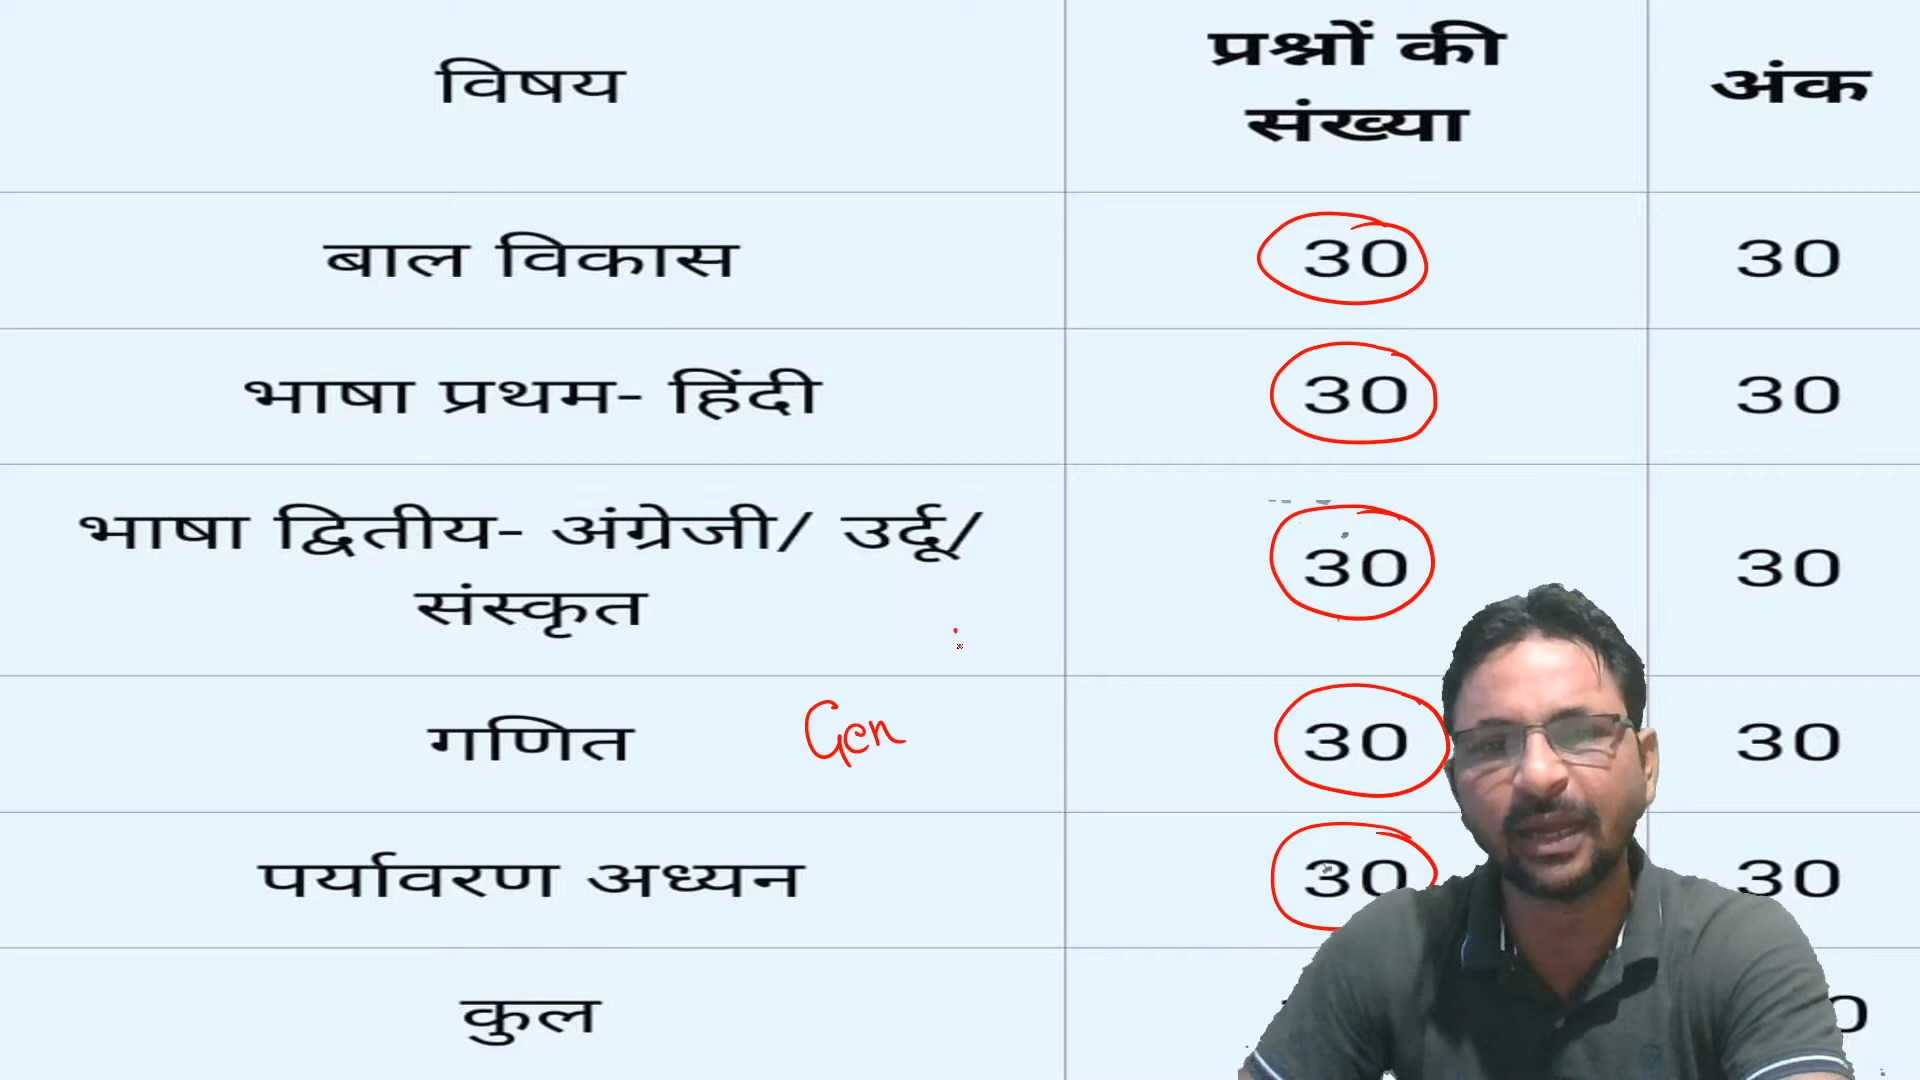 विषय
प्रश्नों की
संख्या
अंक
बाल विकास
30
30
भाषा प्रथम- हिंदी
30
30
भाषा द्वितीय- अंग्रेजी/ उर्दू/
संस्कृत
30
30
गणित
Gen
30
30
पर्यावरण अध्यन
30
30
कुल